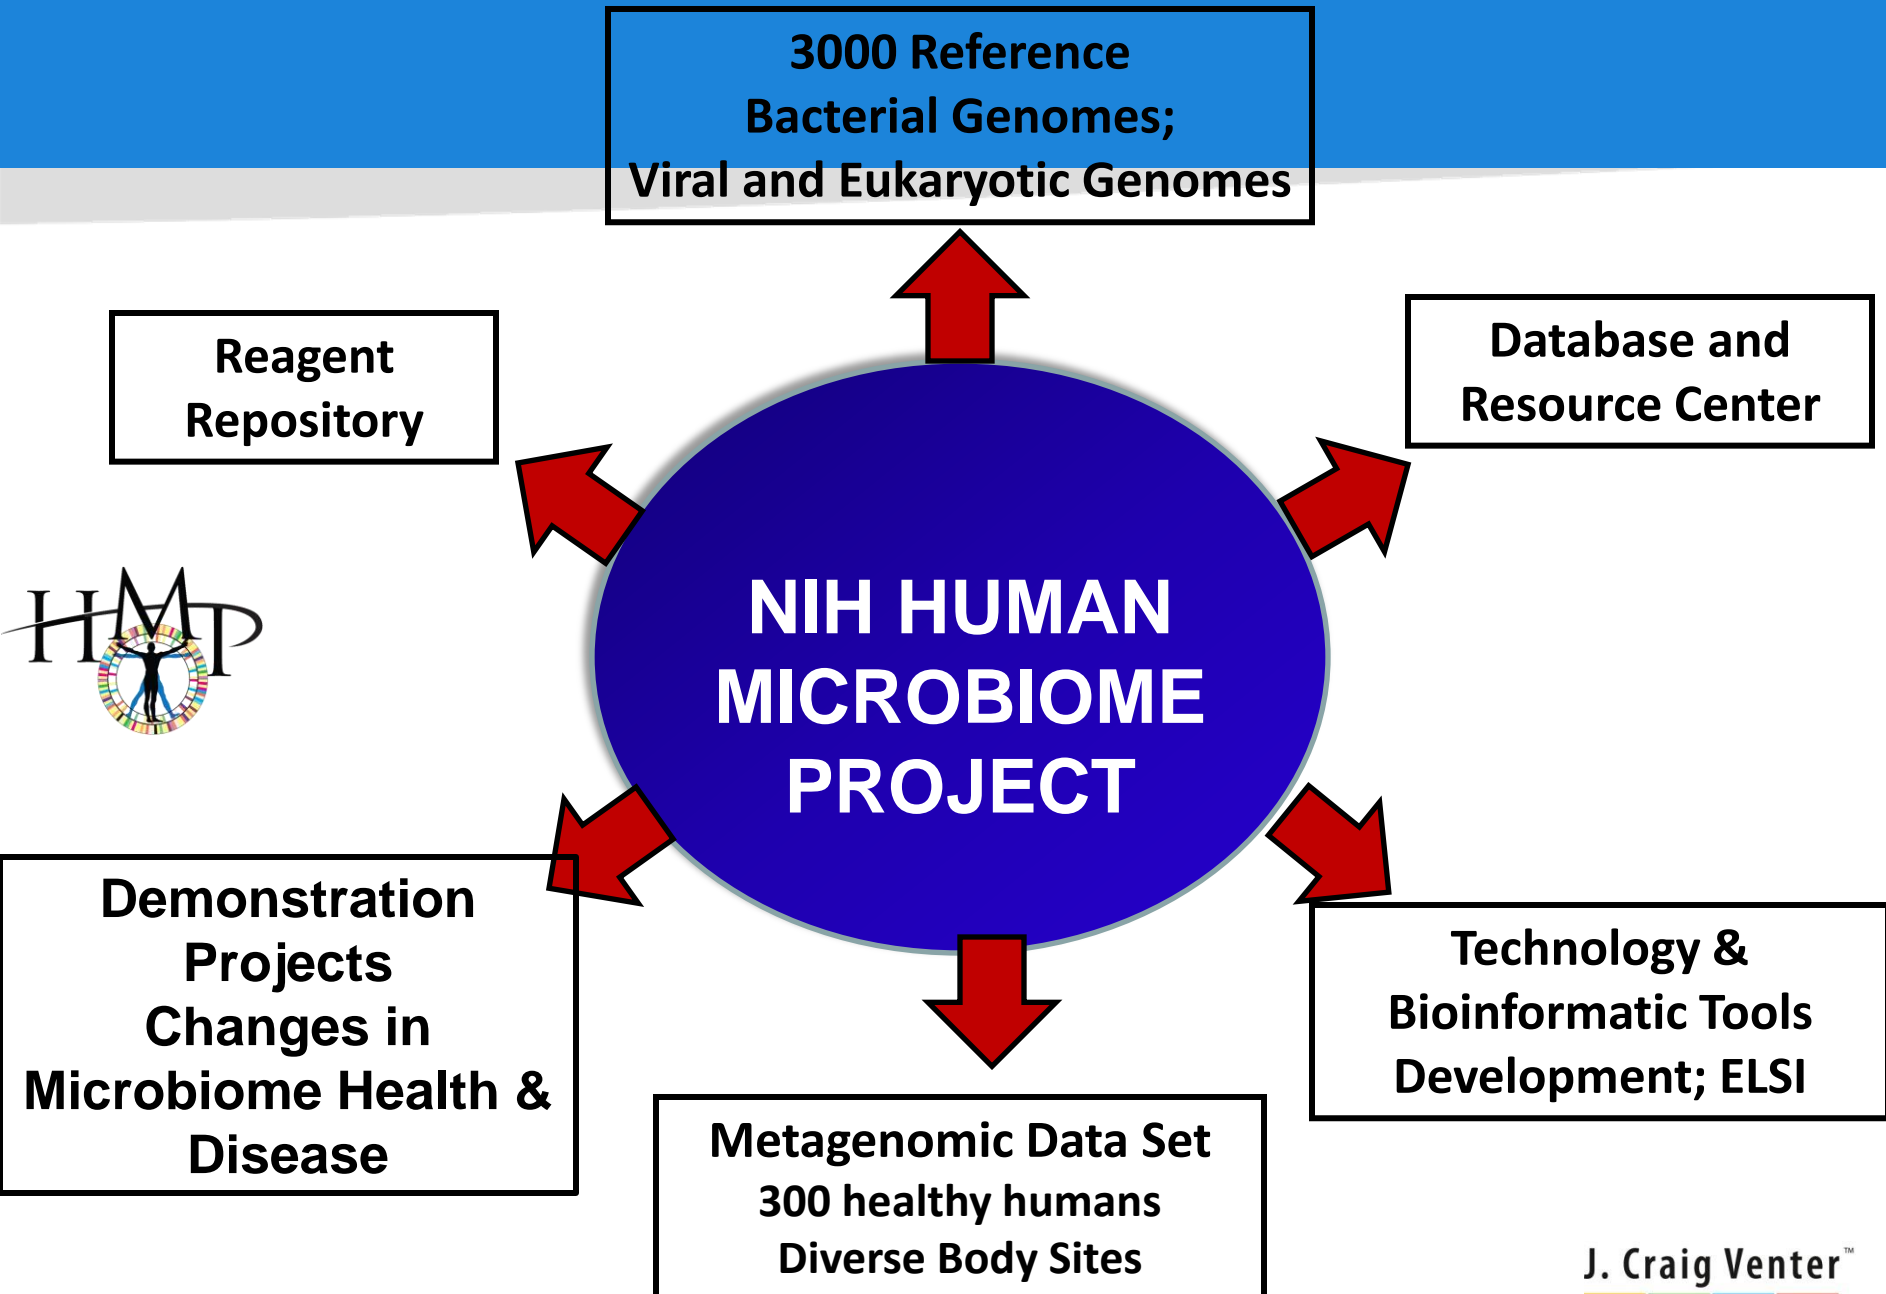 3000 Reference
Bacterial Genomes;
Viral and Eukaryotic Genomes
Reagent
Repository
Database and
Resource Center
HMP
NIH HUMAN
MICROBIOME
PROJECT
Demonstration
Projects
Changes in
Microbiome Health &
Disease
Technology &
Bioinformatic Tools
Development; ELSI
Metagenomic Data Set
300 healthy humans
Diverse Body Sites
J. Craig Venter™